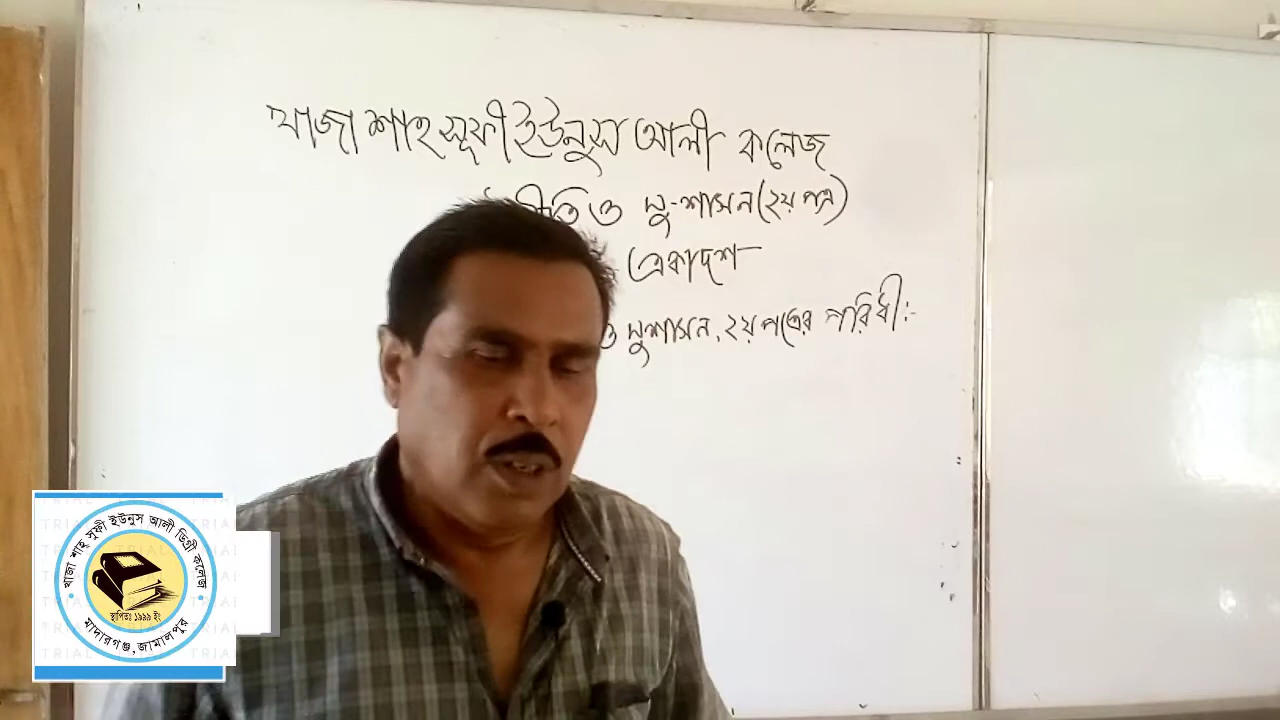 খাজা শাহ সূফী ইউনুস আলী কলেজ
ও সু-শাসন (২য় পত্র)
একাদশ
ও সুশাসন, ২য় পত্রের পরিধী:-
খাজা শাহ্ সূফী ইউনুস আলী ডিগ্রী কলেজ
স্থাপিতঃ ১৯৯৯ ইং
মাদারগঞ্জ, জামালপুর